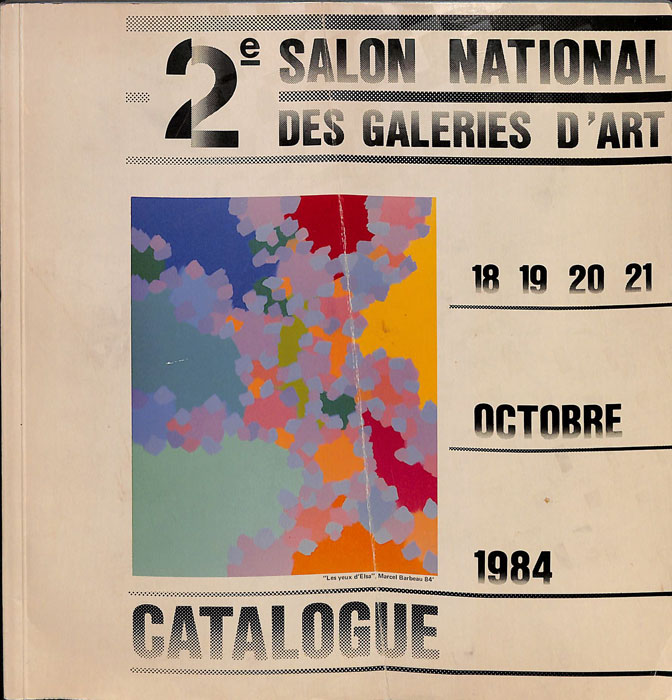 2e SALON NATIONAL
DES GALERIES D'ART
18 19 20 21
OCTOBRE
1984
"Les yeux d'Elsa". Marcel Barbeau 84'
CATALOGUE